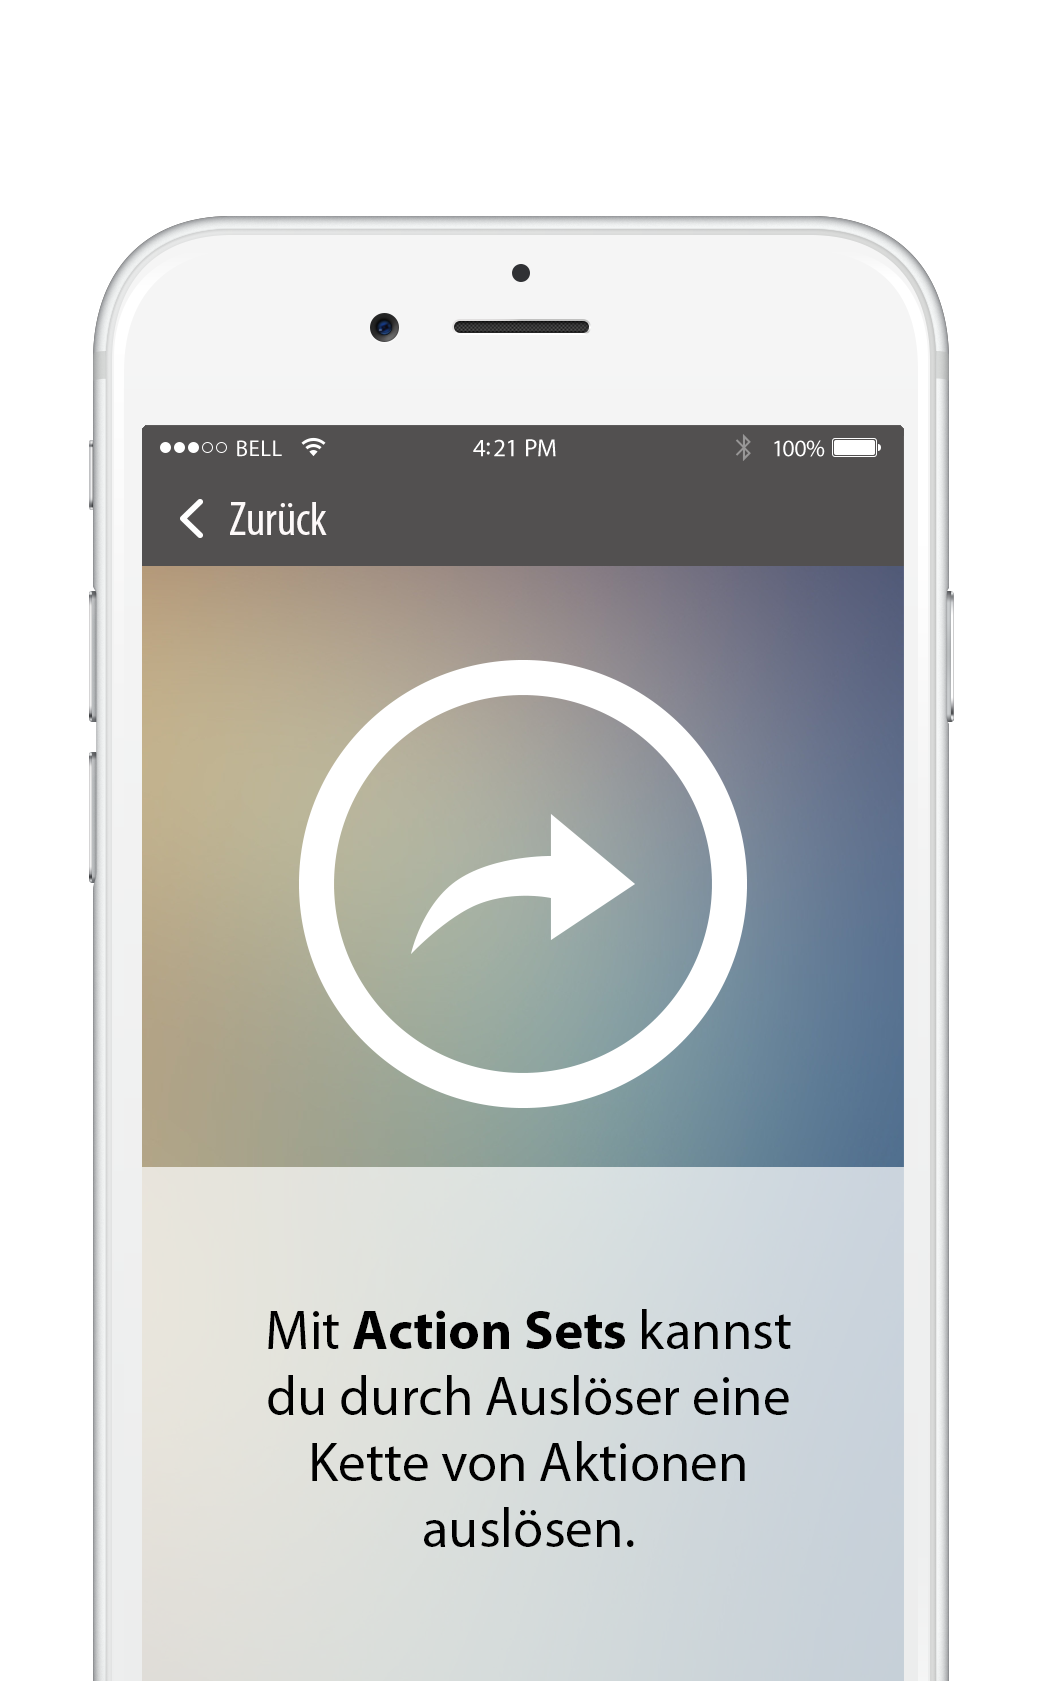 BELL 4:21 PM 100%
Zurück
Mit Action Sets kannst
du durch Auslöser eine
Kette von Aktionen
auslösen.